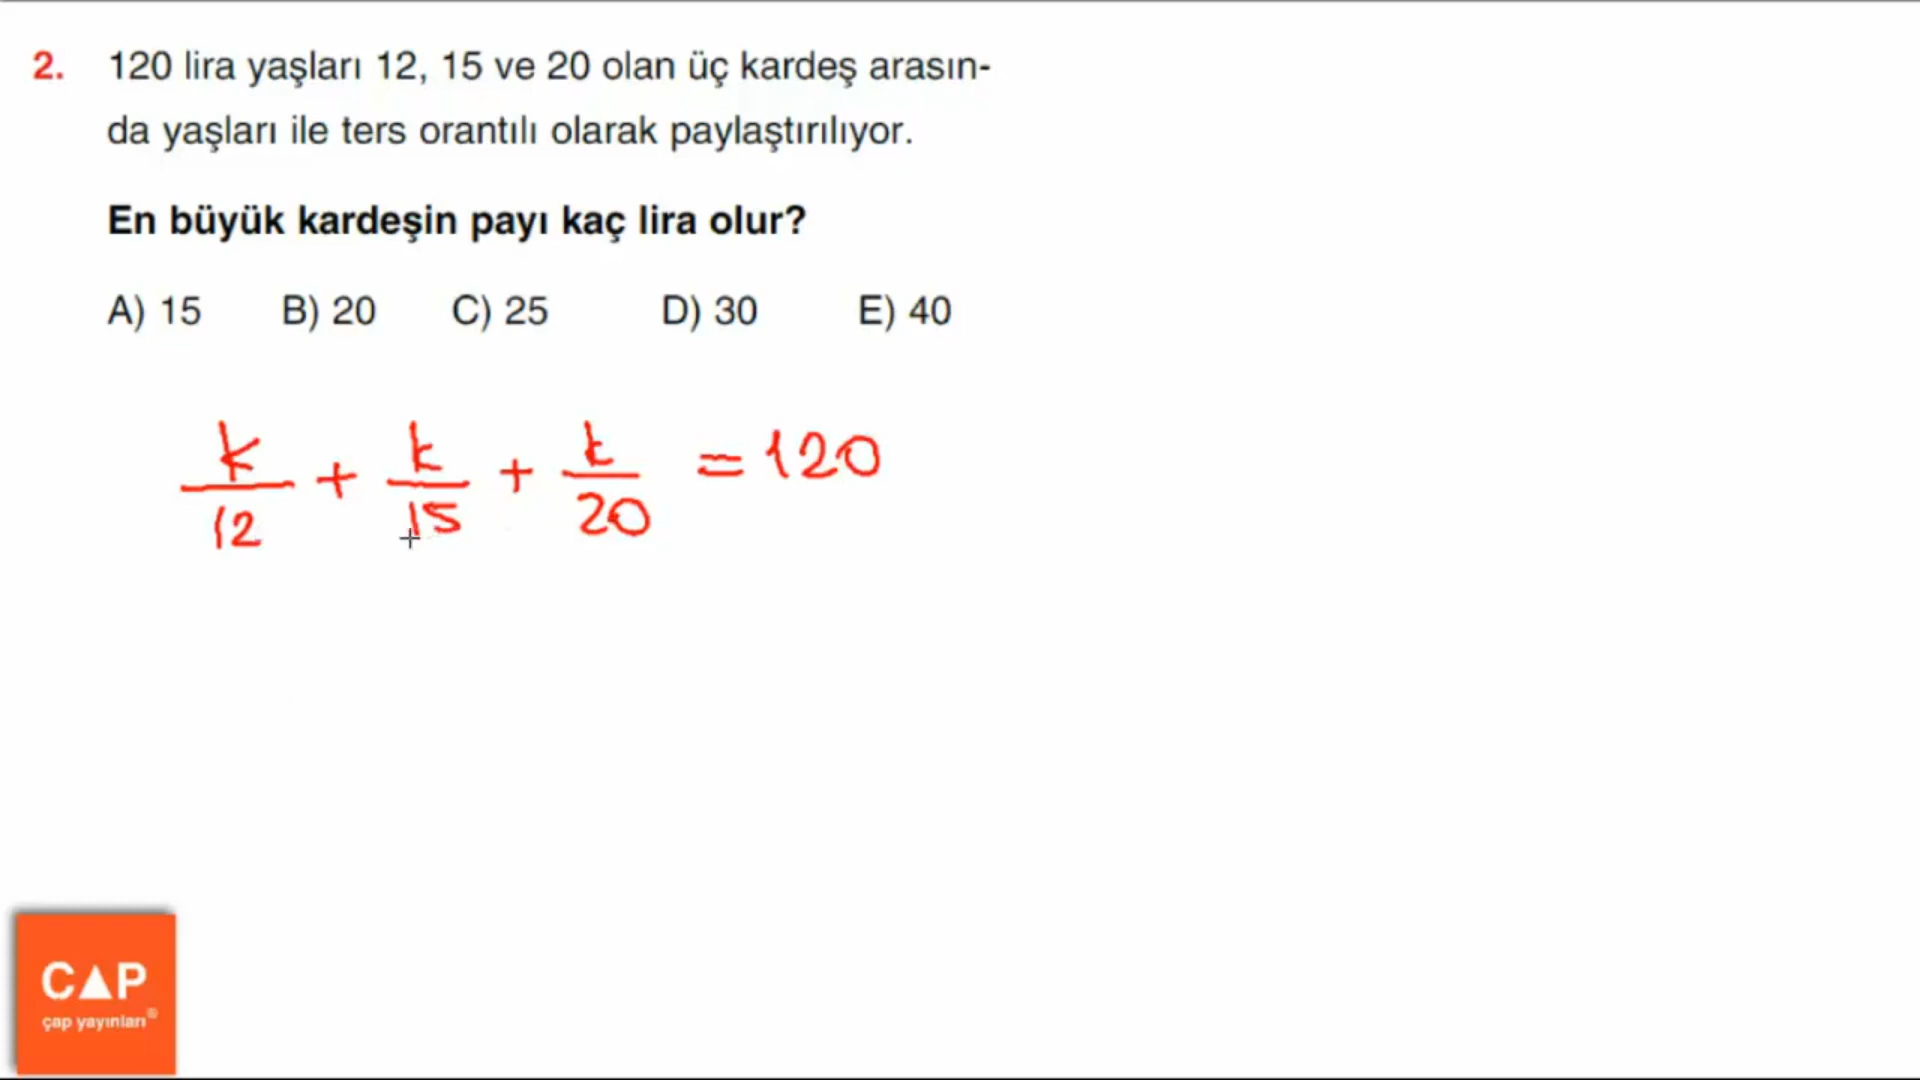 2. 120 lira yaşları 12, 15 ve 20 olan üç kardeş arasın-
da yaşları ile ters orantılı olarak paylaştırılıyor.
En büyük kardeşin payı kaç lira olur?
A) 15 B) 20 C) 25 D) 30 E) 40
k/12 + k/15 + k/20 = 120
CAP
çap yayınları®